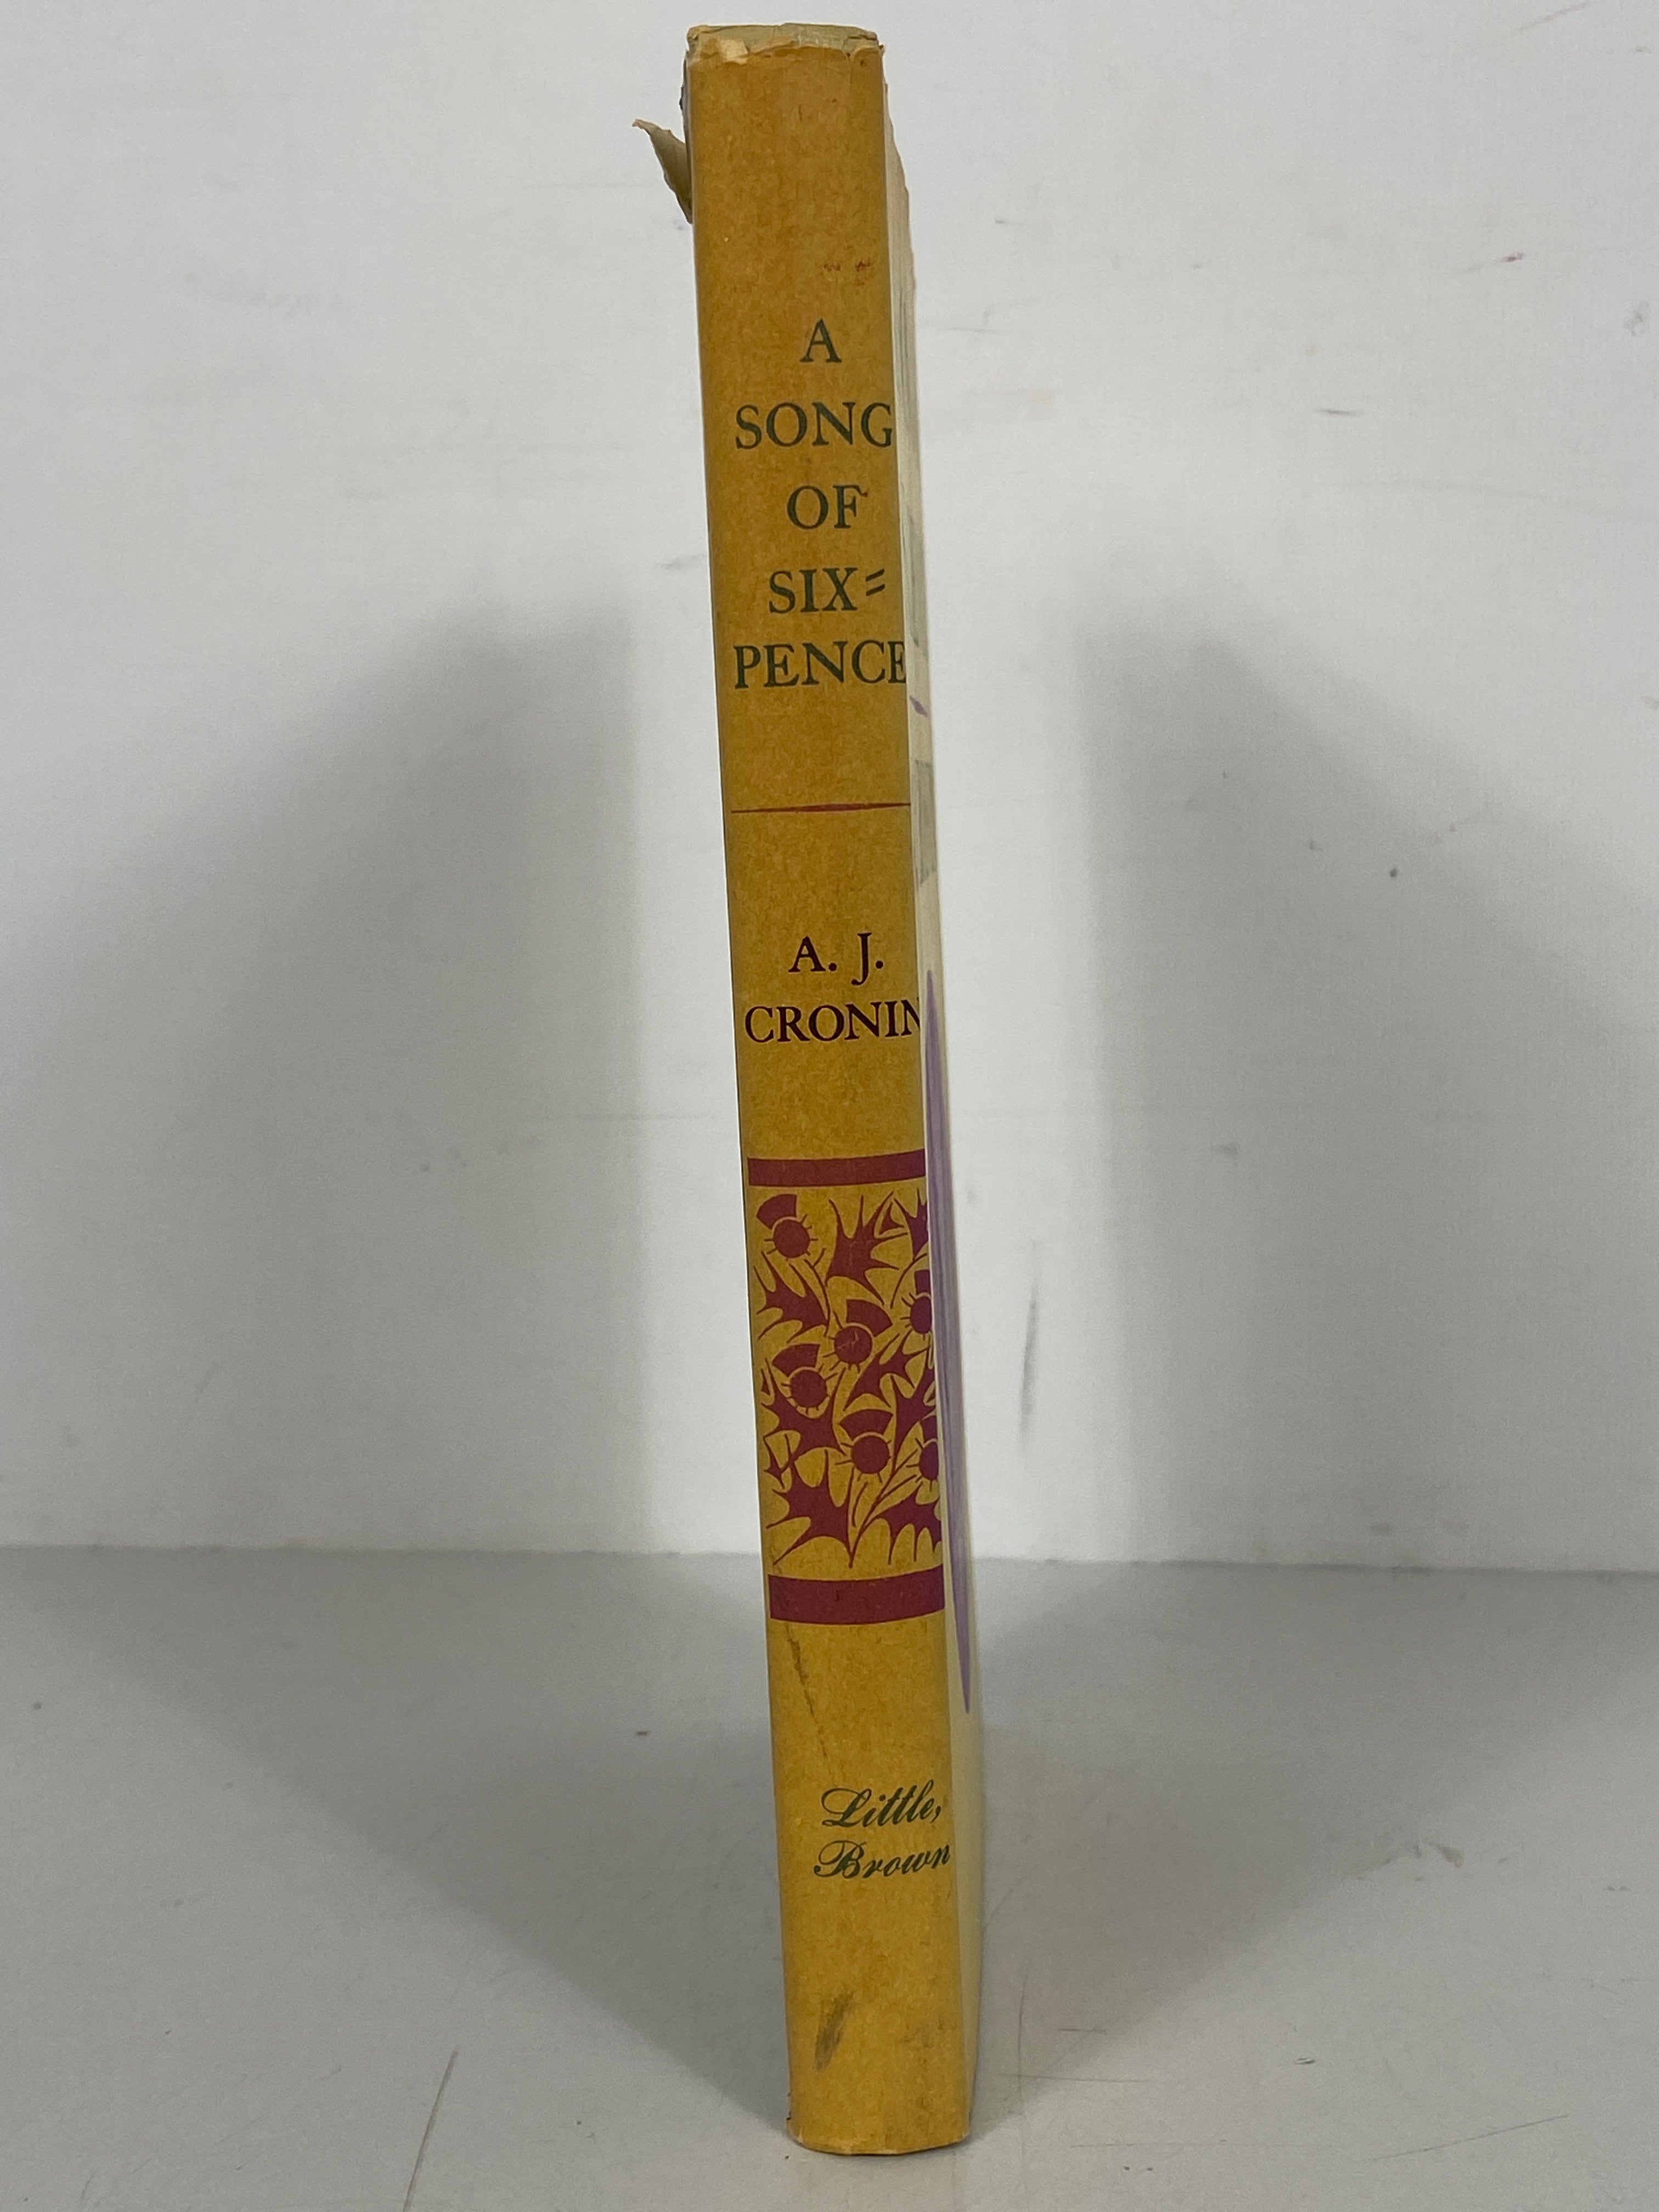 A
SONG
OF
SIX=
PENCE
A. J.
CRONIN
Little,
Brown